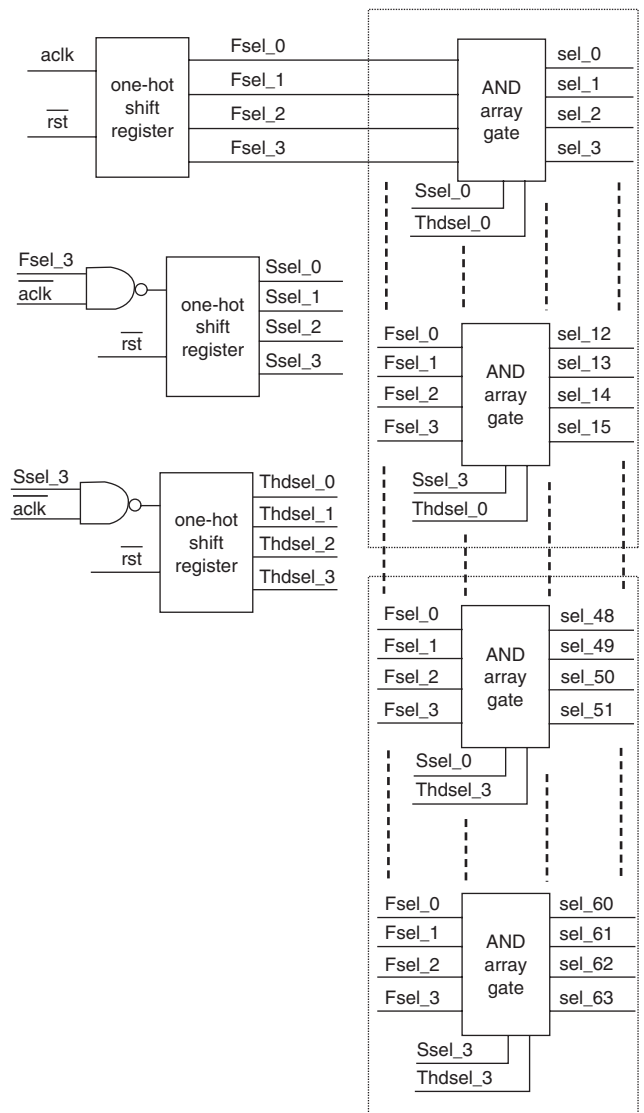 aclk
rst
one-hot
shift
register
Fsel_0
Fsel_1
Fsel_2
Fsel_3
AND
array
gate
sel_0
sel_1
sel_2
sel_3
Ssel_0
Thdsel_0
Fsel_3
aclk
rst
one-hot
shift
register
Ssel_0
Ssel_1
Ssel_2
Ssel_3
Fsel_0
Fsel_1
Fsel_2
Fsel_3
AND
array
gate
sel_12
sel_13
sel_14
sel_15
Ssel_3
Thdsel_0
Ssel_3
aclk
rst
one-hot
shift
register
Thdsel_0
Thdsel_1
Thdsel_2
Thdsel_3
Fsel_0
Fsel_1
Fsel_2
Fsel_3
AND
array
gate
sel_48
sel_49
sel_50
sel_51
Ssel_0
Thdsel_3
Fsel_0
Fsel_1
Fsel_2
Fsel_3
AND
array
gate
sel_60
sel_61
sel_62
sel_63
Ssel_3
Thdsel_3